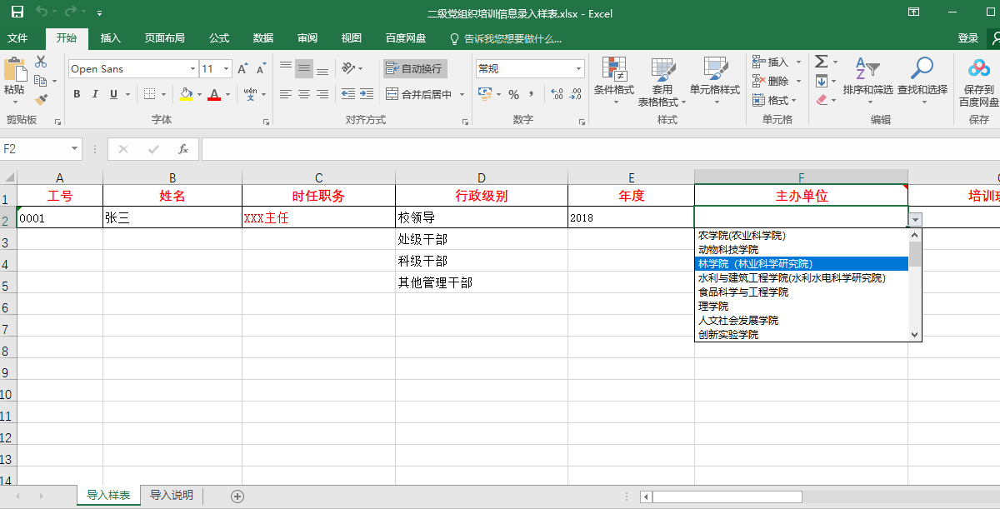 二级党组织培训信息录入样表.xlsx - Excel
文件 开始 插入 页面布局 公式 数据 审阅 视图 百度网盘 告诉我您想要做什么... 登录
粘贴 Open Sans 11 A A 自动换行 常规 条件格式 套用 单元格样式 插入 删除 格式 Σ A Z 排序和筛选 查找和选择 保存到
B I U A wén 文 合并后居中 % , .0 .00 .00 .0 表格格式 百度网盘
剪贴板 字体 对齐方式 数字 样式 单元格 编辑 保存
F2 fx
A B C D E F
1 工号 姓名 时任职务 行政级别 年度 主办单位
2 0001 张三 XXX主任 校领导 2018
3 处级干部
4 科级干部
5 其他管理干部
6
7
8
9
10
11
12
13
14
农学院(农业科学院)
动物科技学院
林学院（林业科学研究院）
水利与建筑工程学院(水利水电科学研究院)
食品科学与工程学院
理学院
人文社会发展学院
创新实验学院
导入样表 导入说明